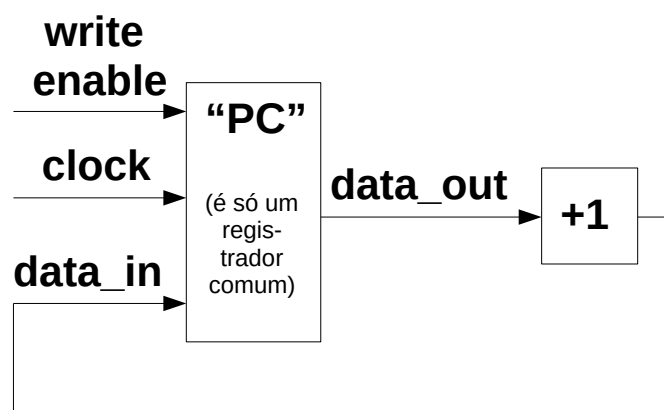 write
enable
clock
data_in
“PC”
(é só um
regis-
trador
comum)
data_out
+1